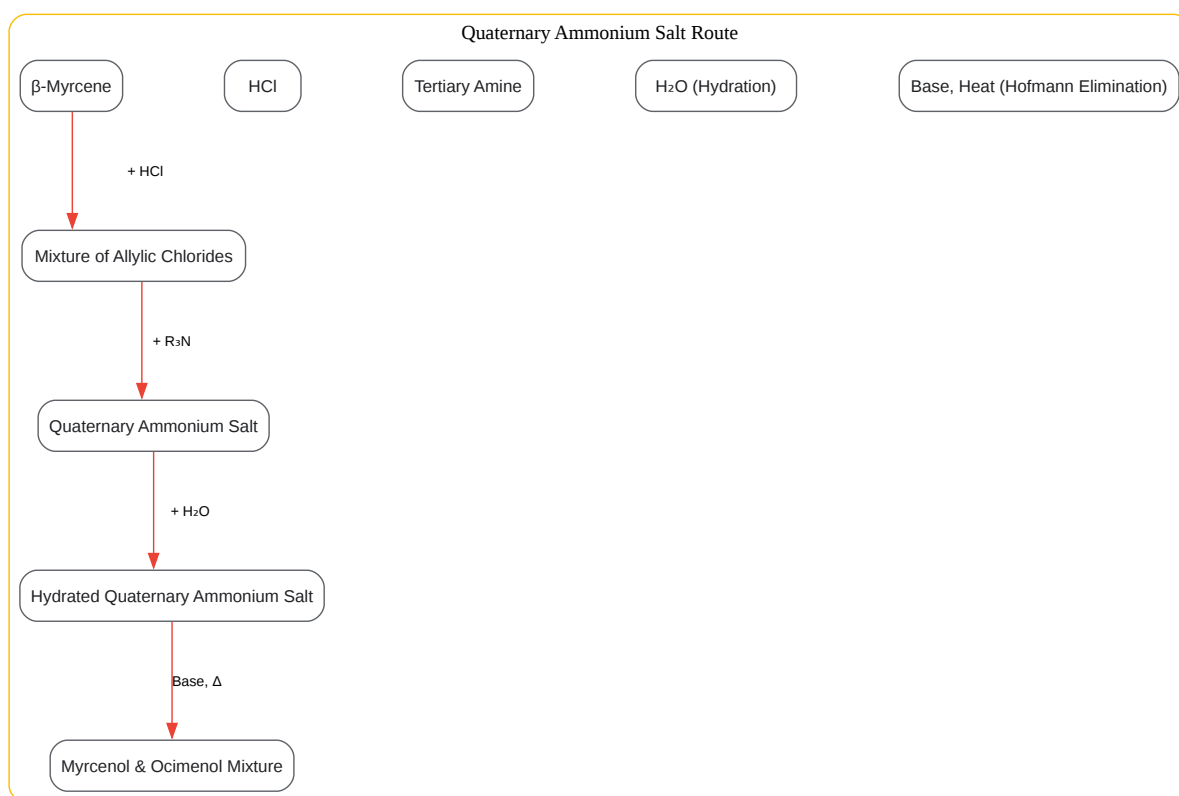 Quaternary Ammonium Salt Route
β-Myrcene
HCl
Tertiary Amine
H₂O (Hydration)
Base, Heat (Hofmann Elimination)
+ HCl
Mixture of Allylic Chlorides
+ R₃N
Quaternary Ammonium Salt
+ H₂O
Hydrated Quaternary Ammonium Salt
Base, Δ
Myrcenol & Ocimenol Mixture